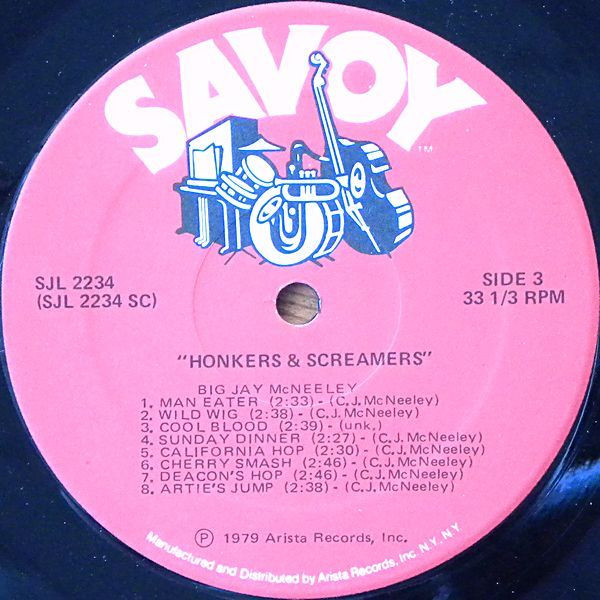 SAVOY
TM
SJL 2234
(SJL 2234 SC)
SIDE 3
33 1/3 RPM
"HONKERS & SCREAMERS"
BIG JAY McNEELEY
1. MAN EATER (2:33) - (C.J. McNeeley)
2. WILD WIG (2:38) - (C.J. McNeeley)
3. COOL BLOOD (2:39) - (unk.)
4. SUNDAY DINNER (2:27) - (C.J. McNeeley)
5. CALIFORNIA HOP (2:30) - (C.J. McNeeley)
6. CHERRY SMASH (2:46) - (C.J. McNeeley)
7. DEACON'S HOP (2:46) - (C.J. McNeeley)
8. ARTIE'S JUMP (2:38) - (C.J. McNeeley)
Ⓟ 1979 Arista Records, Inc.
Manufactured and Distributed by Arista Records, Inc. N.Y. N.Y.